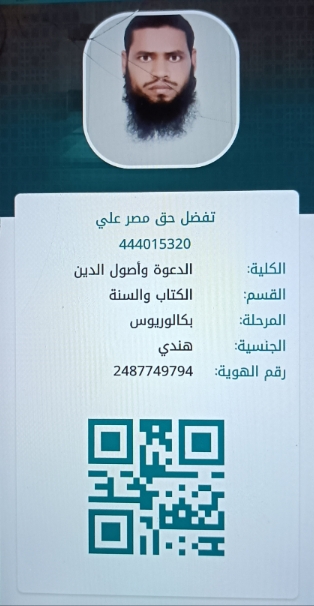 تفضل حق مصر علي
444015320
الكلية: الدعوة وأصول الدين
القسم: الكتاب والسنة
المرحلة: بكالوريوس
الجنسية: هندي
رقم الهوية: 2487749794